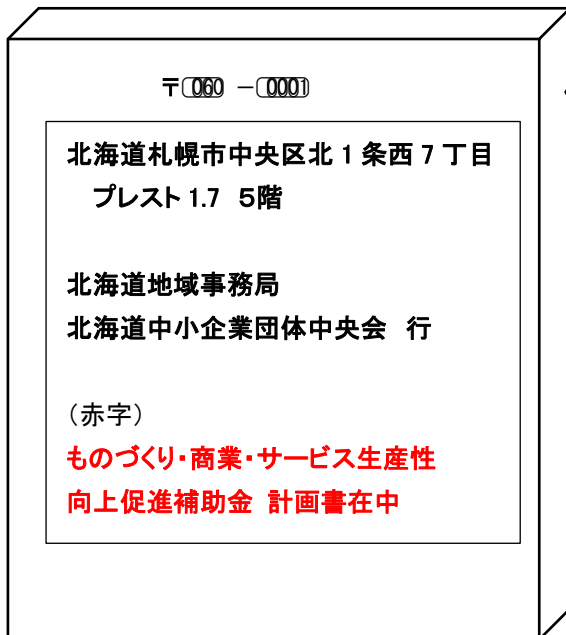 〒060 －0001
北海道札幌市中央区北1条西7丁目
プレスト1.7 5階
北海道地域事務局
北海道中小企業団体中央会 行
（赤字）
ものづくり・商業・サービス生産性
向上促進補助金 計画書在中